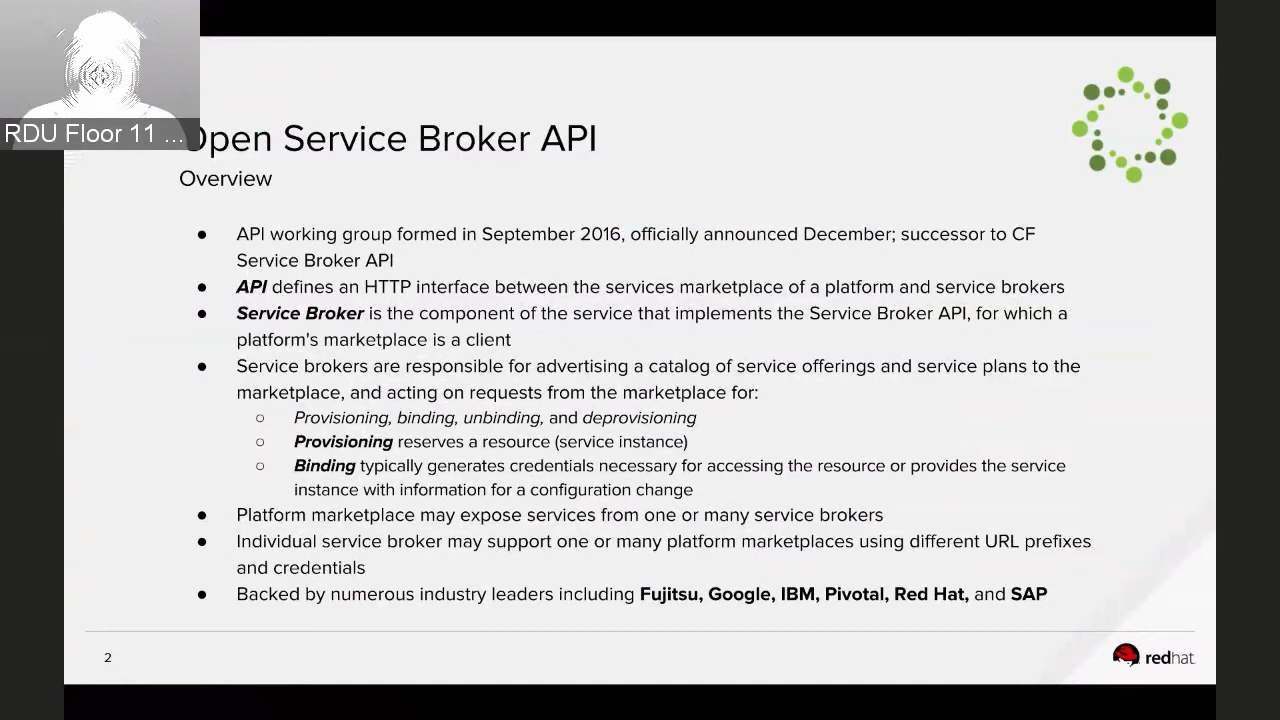 RDU Floor 11 ...
Open Service Broker API
Overview
● API working group formed in September 2016, officially announced December; successor to CF
Service Broker API
● API defines an HTTP interface between the services marketplace of a platform and service brokers
● Service Broker is the component of the service that implements the Service Broker API, for which a
platform's marketplace is a client
● Service brokers are responsible for advertising a catalog of service offerings and service plans to the
marketplace, and acting on requests from the marketplace for:
○ Provisioning, binding, unbinding, and deprovisioning
○ Provisioning reserves a resource (service instance)
○ Binding typically generates credentials necessary for accessing the resource or provides the service
instance with information for a configuration change
● Platform marketplace may expose services from one or many service brokers
● Individual service broker may support one or many platform marketplaces using different URL prefixes
and credentials
● Backed by numerous industry leaders including Fujitsu, Google, IBM, Pivotal, Red Hat, and SAP
2
redhat